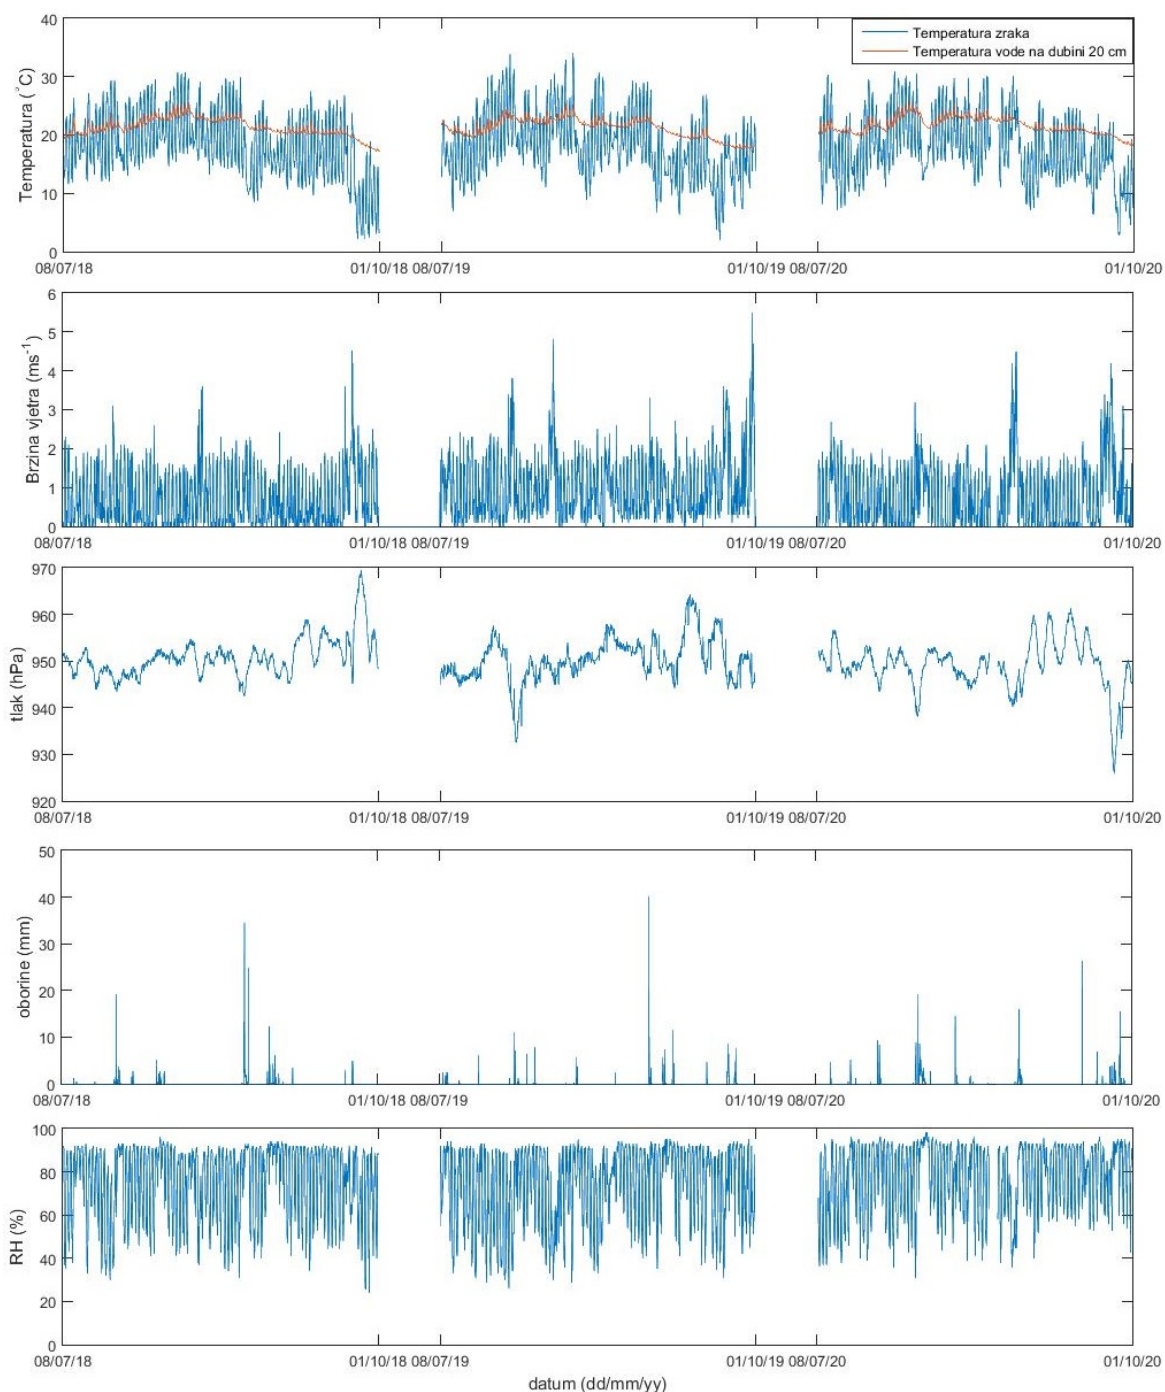 40
30
20
10
0
Temperatura (°C)
Temperatura zraka
Temperatura vode na dubini 20 cm
08/07/18 01/10/18 08/07/19 01/10/19 08/07/20 01/10/20
6
5
4
3
2
1
0
Brzina vjetra (ms-1)
08/07/18 01/10/18 08/07/19 01/10/19 08/07/20 01/10/20
970
960
950
940
930
920
tlak (hPa)
08/07/18 01/10/18 08/07/19 01/10/19 08/07/20 01/10/20
50
40
30
20
10
0
oborine (mm)
08/07/18 01/10/18 08/07/19 01/10/19 08/07/20 01/10/20
100
80
60
40
20
0
RH (%)
08/07/18 01/10/18 08/07/19 01/10/19 08/07/20 01/10/20
datum (dd/mm/yy)